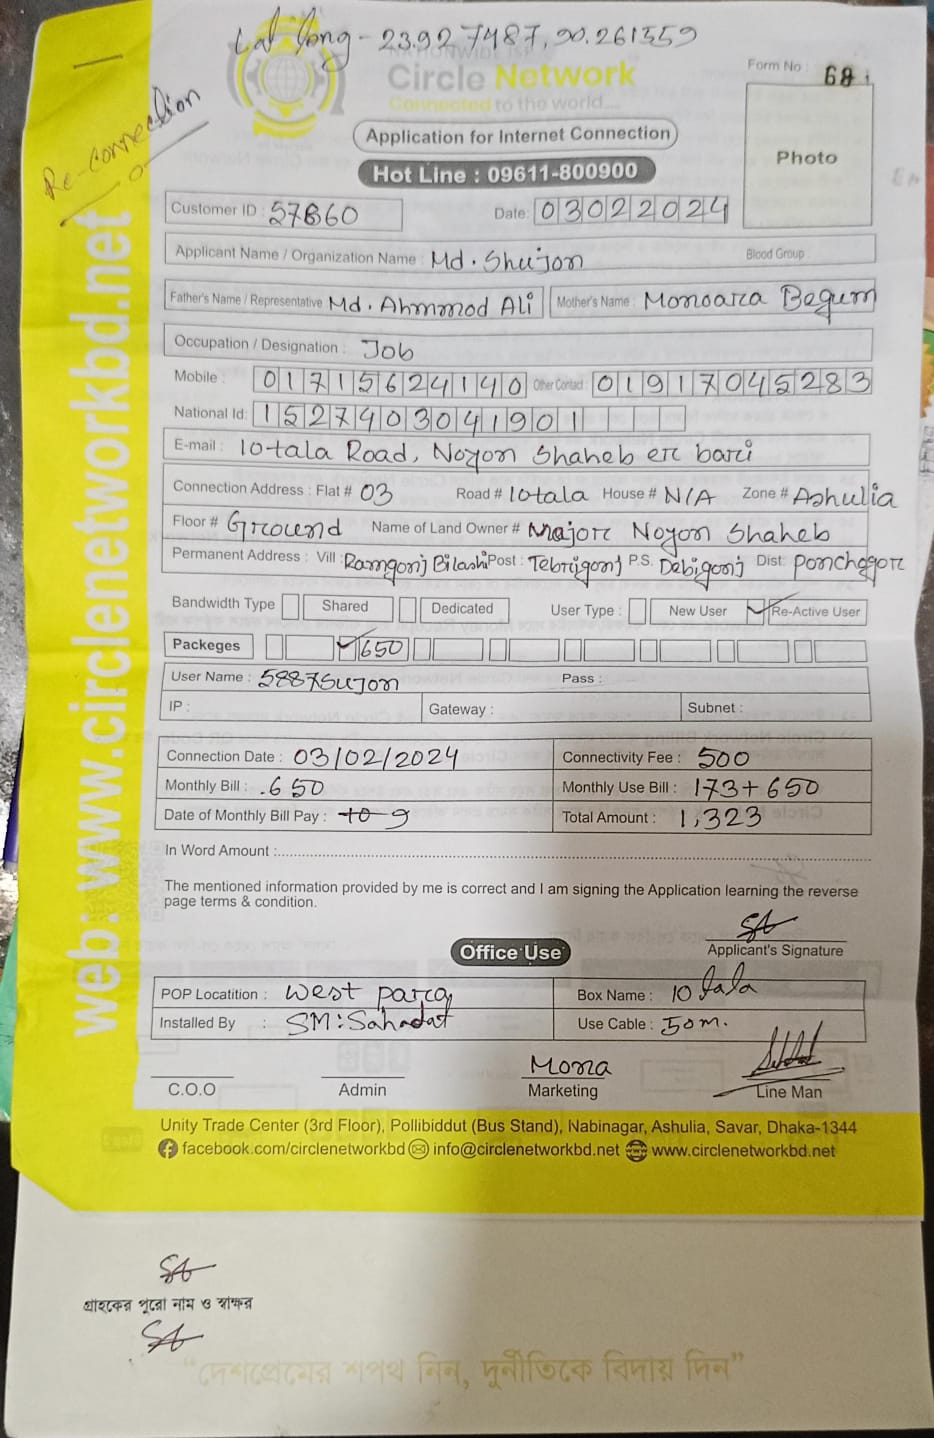 Lat long - 23.927487, 90.261559
NATIONWIDE ISP
Circle Network
Connected to the world....
Form No : 68
Re-Connection
Photo
Application for Internet Connection
Hot Line : 09611-800900
Customer ID : 57860 Date: 03022024
Applicant Name / Organization Name : Md. Shujon Blood Group
Father's Name / Representative Md. Ahmmod Ali Mother's Name : Monoara Begum
Occupation / Designation : Job
Mobile : 01715624140 Other Contact : 01917045283
National Id: 1527403041901
E-mail : 10tala Road, Noyon Shaheb er bari
Connection Address : Flat # 03 Road # 10tala House # N/A Zone # Ashulia
Floor # Ground Name of Land Owner # Major Noyon Shaheb
Permanent Address : Vill : Ramgonj Bilashi Post : Tebrigonj P.S. Debigonj Dist: Ponchogor
Bandwidth Type Shared Dedicated User Type : New User Re-Active User
Packeges 650
User Name : 5887Sujon Pass :
IP : Gateway : Subnet :
Connection Date : 03/02/2024 Connectivity Fee : 500
Monthly Bill : 650 Monthly Use Bill : 173+650
Date of Monthly Bill Pay : 9 Total Amount : 1,323
In Word Amount :
The mentioned information provided by me is correct and I am signing the Application learning the reverse
page terms & condition.
Applicant's Signature
Office Use
POP Locatition : West Parca Box Name : 10 tala
Installed By : SM: Sahadat Use Cable : 50m.
Mona
C.O.O Admin Marketing Line Man
Unity Trade Center (3rd Floor), Pollibiddut (Bus Stand), Nabinagar, Ashulia, Savar, Dhaka-1344
facebook.com/circlenetworkbd info@circlenetworkbd.net www.circlenetworkbd.net
web: www.circlenetworkbd.net
গ্রাহকের পুরো নাম ও স্বাক্ষর
"দেশপ্রেমের শপথ নিন, দুর্নীতিকে বিদায় দিন"